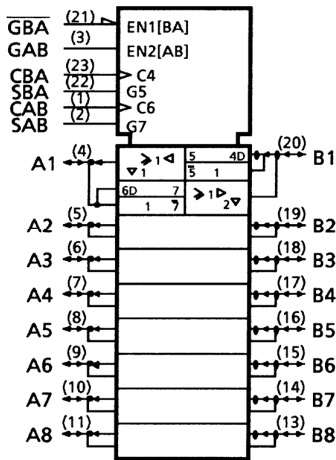 G̅B̅A̅ (21) EN1[BA]
GAB (3) EN2[AB]
CBA (23) C4
SBA (22) G5
CAB (1) C6
SAB (2) G7
A1 (4) ≥1 ◁ 5 4D (20) B1
▽1 5̅ 1
6D 7 ≥1 ▷
1 7̅ 2▽
A2 (5) (19) B2
A3 (6) (18) B3
A4 (7) (17) B4
A5 (8) (16) B5
A6 (9) (15) B6
A7 (10) (14) B7
A8 (11) (13) B8